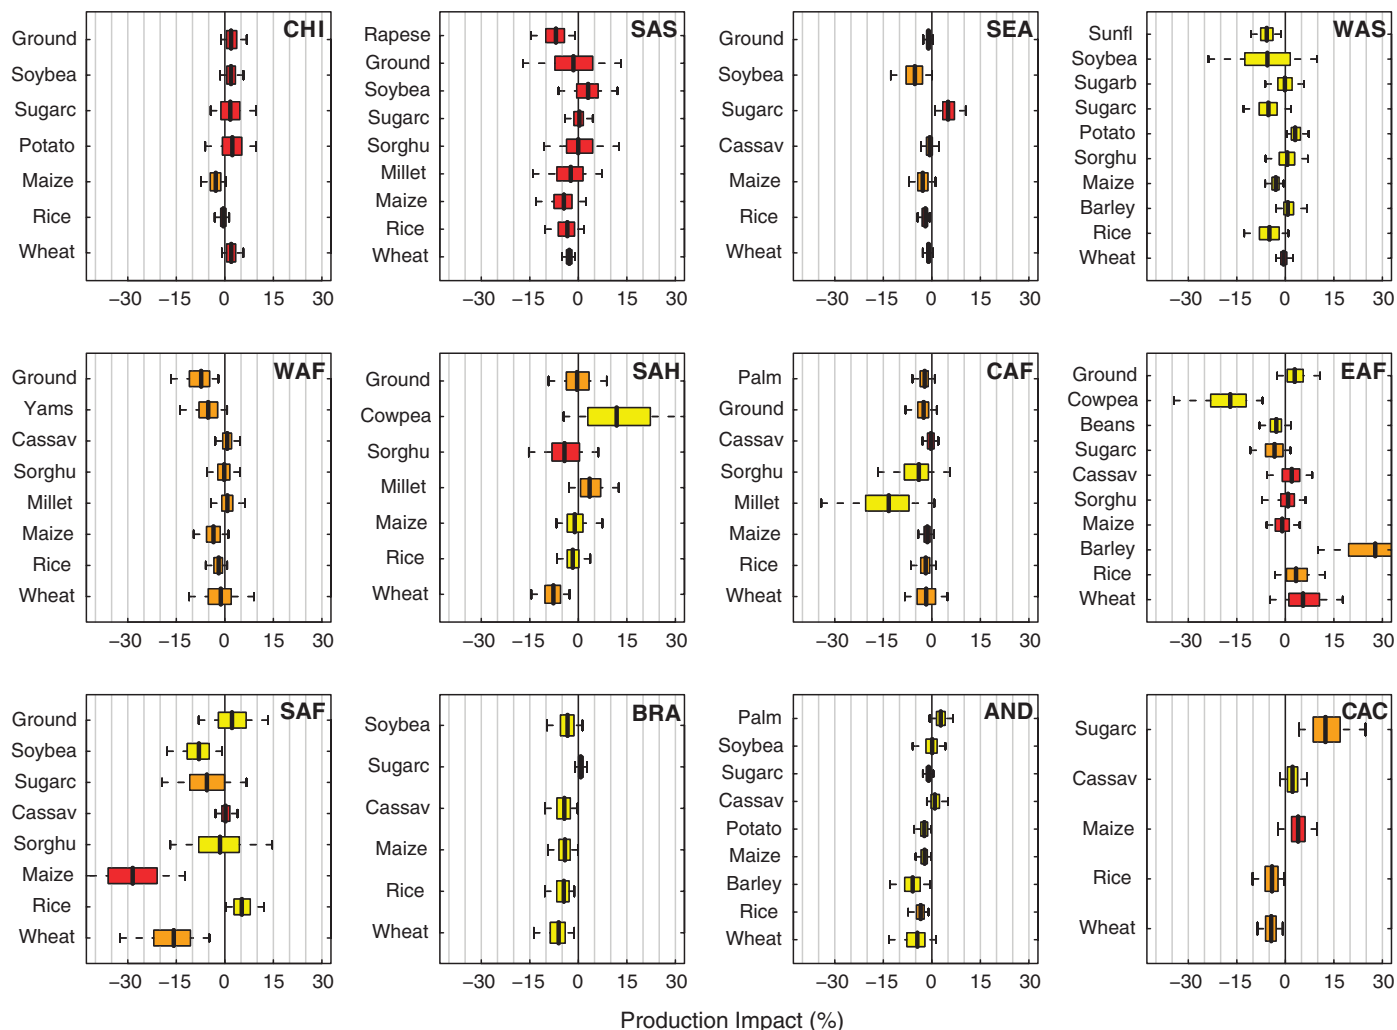 CHI
Ground
Soybea
Sugarc
Potato
Maize
Rice
Wheat
−30 −15 0 15 30
SAS
Rapese
Ground
Soybea
Sugarc
Sorghu
Millet
Maize
Rice
Wheat
−30 −15 0 15 30
SEA
Ground
Soybea
Sugarc
Cassav
Maize
Rice
Wheat
−30 −15 0 15 30
WAS
Sunfl
Soybea
Sugarb
Sugarc
Potato
Sorghu
Maize
Barley
Rice
Wheat
−30 −15 0 15 30
WAF
Ground
Yams
Cassav
Sorghu
Millet
Maize
Rice
Wheat
−30 −15 0 15 30
SAH
Ground
Cowpea
Sorghu
Millet
Maize
Rice
Wheat
−30 −15 0 15 30
CAF
Palm
Ground
Cassav
Sorghu
Millet
Maize
Rice
Wheat
−30 −15 0 15 30
EAF
Ground
Cowpea
Beans
Sugarc
Cassav
Sorghu
Maize
Barley
Rice
Wheat
−30 −15 0 15 30
SAF
Ground
Soybea
Sugarc
Cassav
Sorghu
Maize
Rice
Wheat
−30 −15 0 15 30
BRA
Soybea
Sugarc
Cassav
Maize
Rice
Wheat
−30 −15 0 15 30
AND
Palm
Soybea
Sugarc
Cassav
Potato
Maize
Barley
Rice
Wheat
−30 −15 0 15 30
CAC
Sugarc
Cassav
Maize
Rice
Wheat
−30 −15 0 15 30
Production Impact (%)